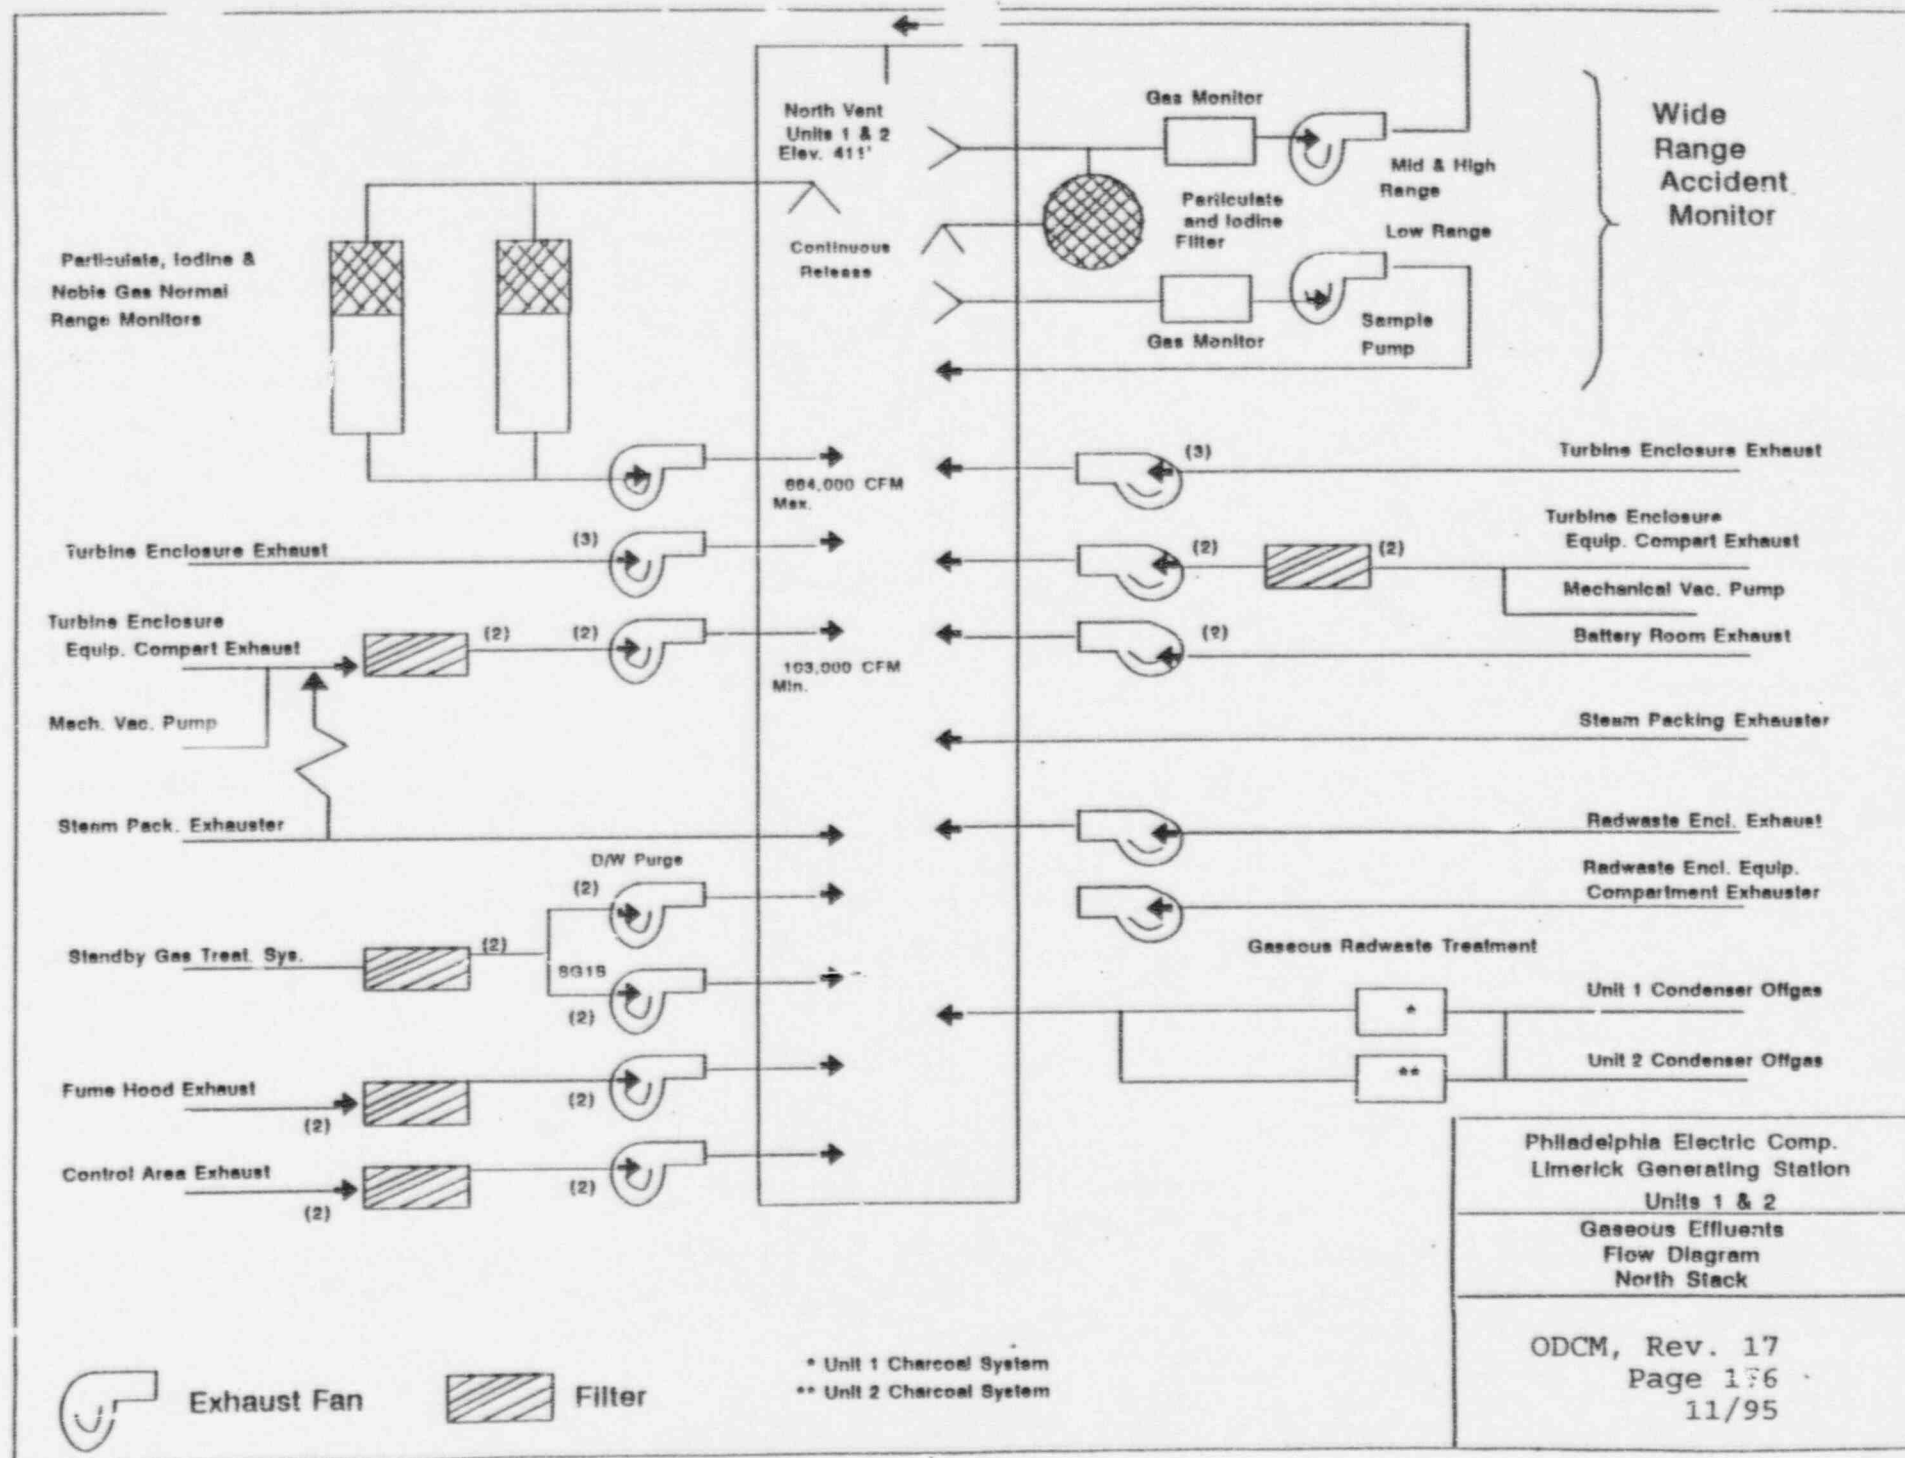 North Vent
Units 1 & 2
Elev. 411'
Continuous
Release
Gas Monitor
Mid & High
Range
Particulate
and Iodine
Filter
Low Range
Gas Monitor
Sample
Pump
Wide
Range
Accident
Monitor
Particulate, Iodine &
Noble Gas Normal
Range Monitors
664,000 CFM
Max.
Turbine Enclosure Exhaust
(3)
Turbine Enclosure
Equip. Compart Exhaust
(2)
(2)
Mech. Vac. Pump
103,000 CFM
Min.
Steam Pack. Exhauster
D/W Purge
(2)
Standby Gas Treat. Sys.
(2)
(2)
Fume Hood Exhaust
(2)
(2)
Control Area Exhaust
(2)
(2)
(3)
Turbine Enclosure Exhaust
Turbine Enclosure
Equip. Compart Exhaust
(2)
(2)
Mechanical Vac. Pump
Battery Room Exhaust
Steam Packing Exhauster
Radwaste Encl. Exhaust
Radwaste Encl. Equip.
Compartment Exhauster
Gaseous Radwaste Treatment
Unit 1 Condenser Offgas
*
Unit 2 Condenser Offgas
**
Philadelphia Electric Comp.
Limerick Generating Station
Units 1 & 2
Gaseous Effluents
Flow Diagram
North Stack
ODCM, Rev. 17
Page
11/95
Exhaust Fan
Filter
* Unit 1 Charcoal System
** Unit 2 Charcoal System